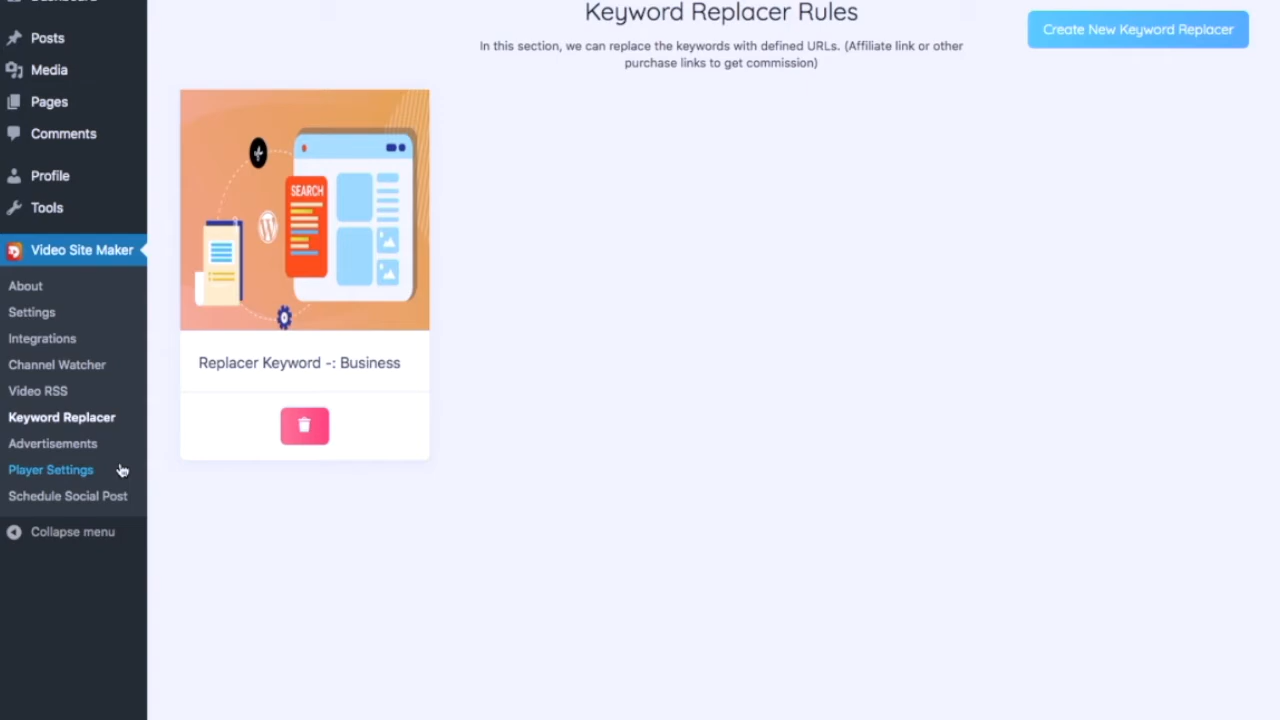 Posts
Media
Pages
Comments
Profile
Tools
Video Site Maker
About
Settings
Integrations
Channel Watcher
Video RSS
Keyword Replacer
Advertisements
Player Settings
Schedule Social Post
Collapse menu
Keyword Replacer Rules
In this section, we can replace the keywords with defined URLs. (Affiliate link or other
purchase links to get commission)
Create New Keyword Replacer
SEARCH
Replacer Keyword -: Business